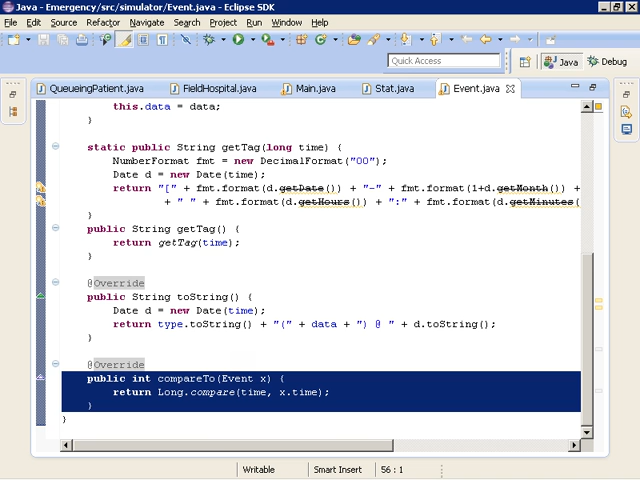 Java - Emergency/src/simulator/Event.java - Eclipse SDK
File Edit Source Refactor Navigate Search Project Run Window Help
Quick Access
Java Debug
QueueingPatient.java FieldHospital.java Main.java Stat.java Event.java
this.data = data;
}
static public String getTag(long time) {
NumberFormat fmt = new DecimalFormat("00");
Date d = new Date(time);
return "[" + fmt.format(d.getDate()) + "-" + fmt.format(1+d.getMonth()) +
+ " " + fmt.format(d.getHours()) + ":" + fmt.format(d.getMinutes(
}
public String getTag() {
return getTag(time);
}
@Override
public String toString() {
Date d = new Date(time);
return type.toString() + "(" + data + ") @ " + d.toString();
}
@Override
public int compareTo(Event x) {
return Long.compare(time, x.time);
}
}
Writable Smart Insert 56 : 1